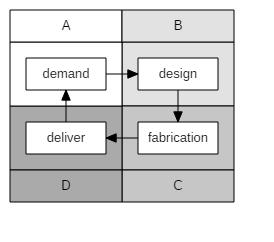 A
B
demand
design
deliver
fabrication
D
C